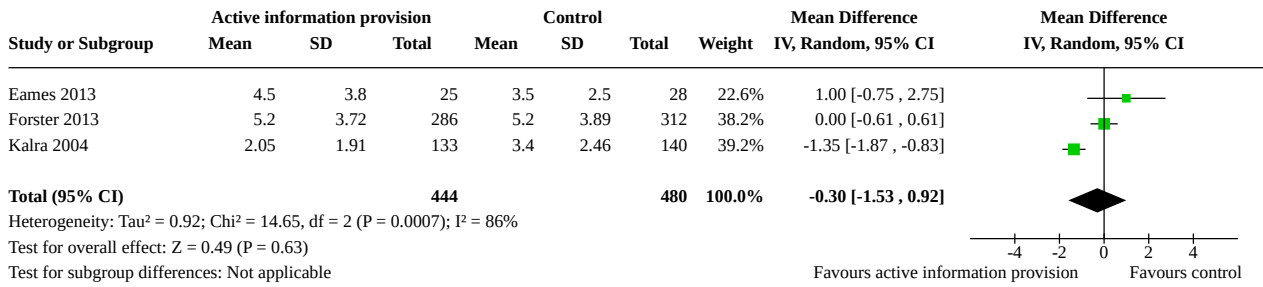 Active information provision Control Mean Difference Mean Difference
Study or Subgroup Mean SD Total Mean SD Total Weight IV, Random, 95% CI IV, Random, 95% CI
Eames 2013 4.5 3.8 25 3.5 2.5 28 22.6% 1.00 [-0.75 , 2.75]
Forster 2013 5.2 3.72 286 5.2 3.89 312 38.2% 0.00 [-0.61 , 0.61]
Kalra 2004 2.05 1.91 133 3.4 2.46 140 39.2% -1.35 [-1.87 , -0.83]
Total (95% CI) 444 480 100.0% -0.30 [-1.53 , 0.92]
Heterogeneity: Tau² = 0.92; Chi² = 14.65, df = 2 (P = 0.0007); I² = 86%
Test for overall effect: Z = 0.49 (P = 0.63)
-4 -2 0 2 4
Test for subgroup differences: Not applicable
Favours active information provision Favours control